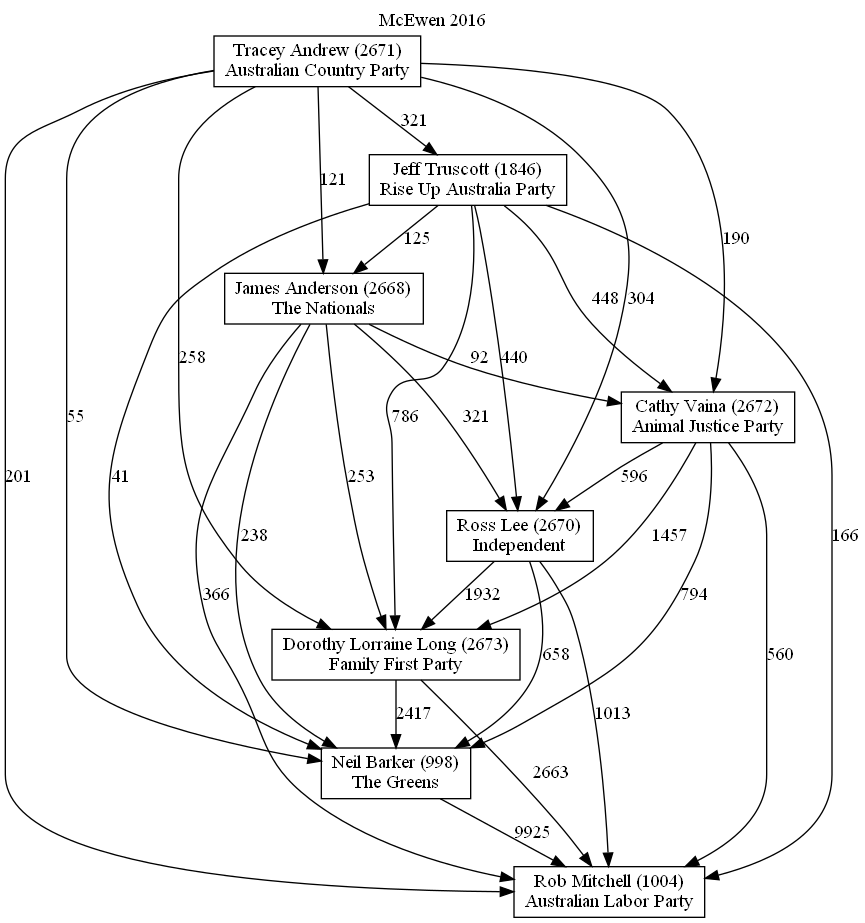 McEwen 2016
Tracey Andrew (2671)
Australian Country Party
321
Jeff Truscott (1846)
Rise Up Australia Party
121
125
190
James Anderson (2668)
The Nationals
448
304
258
92
440
Cathy Vaina (2672)
Animal Justice Party
55
786
321
201
41
253
596
Ross Lee (2670)
Independent
238
1457
166
366
1932
794
Dorothy Lorraine Long (2673)
Family First Party
658
560
2417
1013
Neil Barker (998)
The Greens
2663
9925
Rob Mitchell (1004)
Australian Labor Party